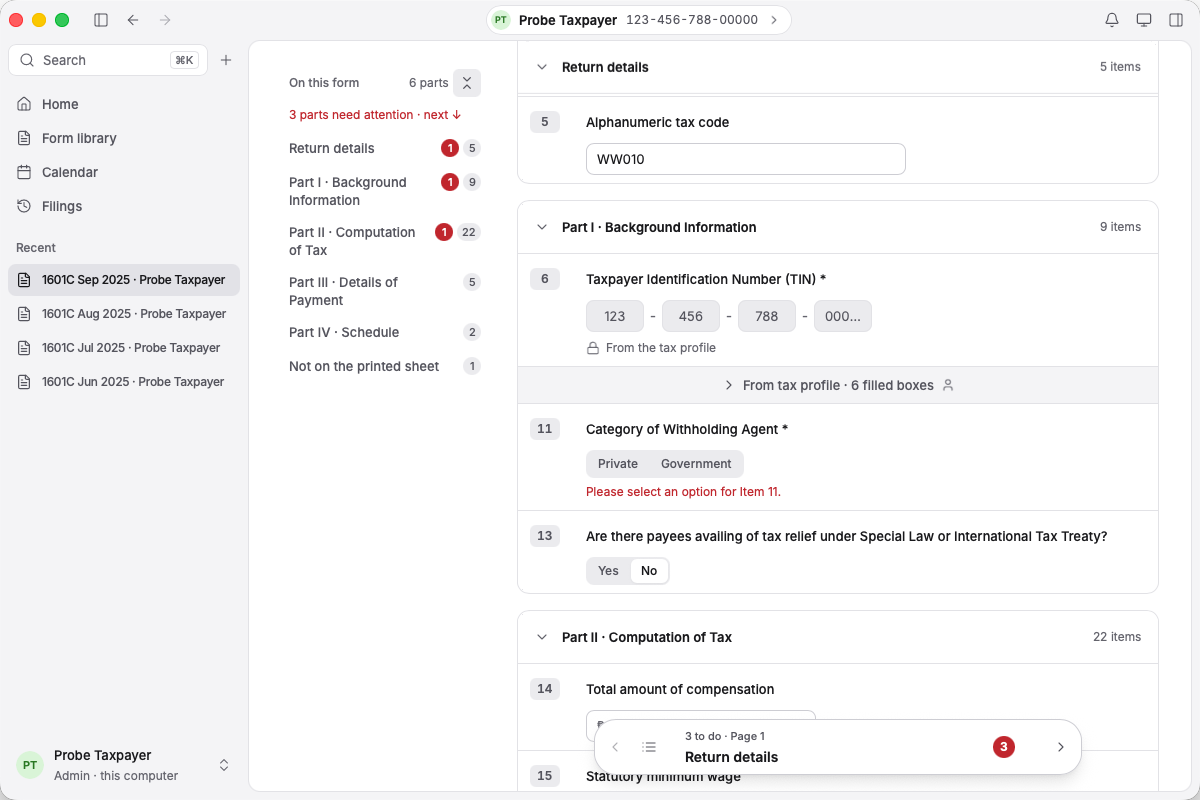 PT Probe Taxpayer 123-456-788-00000
Search ⌘K
Home
Form library
Calendar
Filings
Recent
1601C Sep 2025 · Probe Taxpayer
1601C Aug 2025 · Probe Taxpayer
1601C Jul 2025 · Probe Taxpayer
1601C Jun 2025 · Probe Taxpayer
PT Probe Taxpayer
Admin · this computer
On this form 6 parts
3 parts need attention · next ↓
Return details 1 5
Part I · Background 1 9
Information
Part II · Computation 1 22
of Tax
Part III · Details of 5
Payment
Part IV · Schedule 2
Not on the printed sheet 1
Return details 5 items
5 Alphanumeric tax code
WW010
Part I · Background Information 9 items
6 Taxpayer Identification Number (TIN) *
123 - 456 - 788 - 000...
From the tax profile
From tax profile · 6 filled boxes
11 Category of Withholding Agent *
Private Government
Please select an option for Item 11.
13 Are there payees availing of tax relief under Special Law or International Tax Treaty?
Yes No
Part II · Computation of Tax 22 items
14 Total amount of compensation
15 Statutory minimum wage
3 to do · Page 1
Return details 3